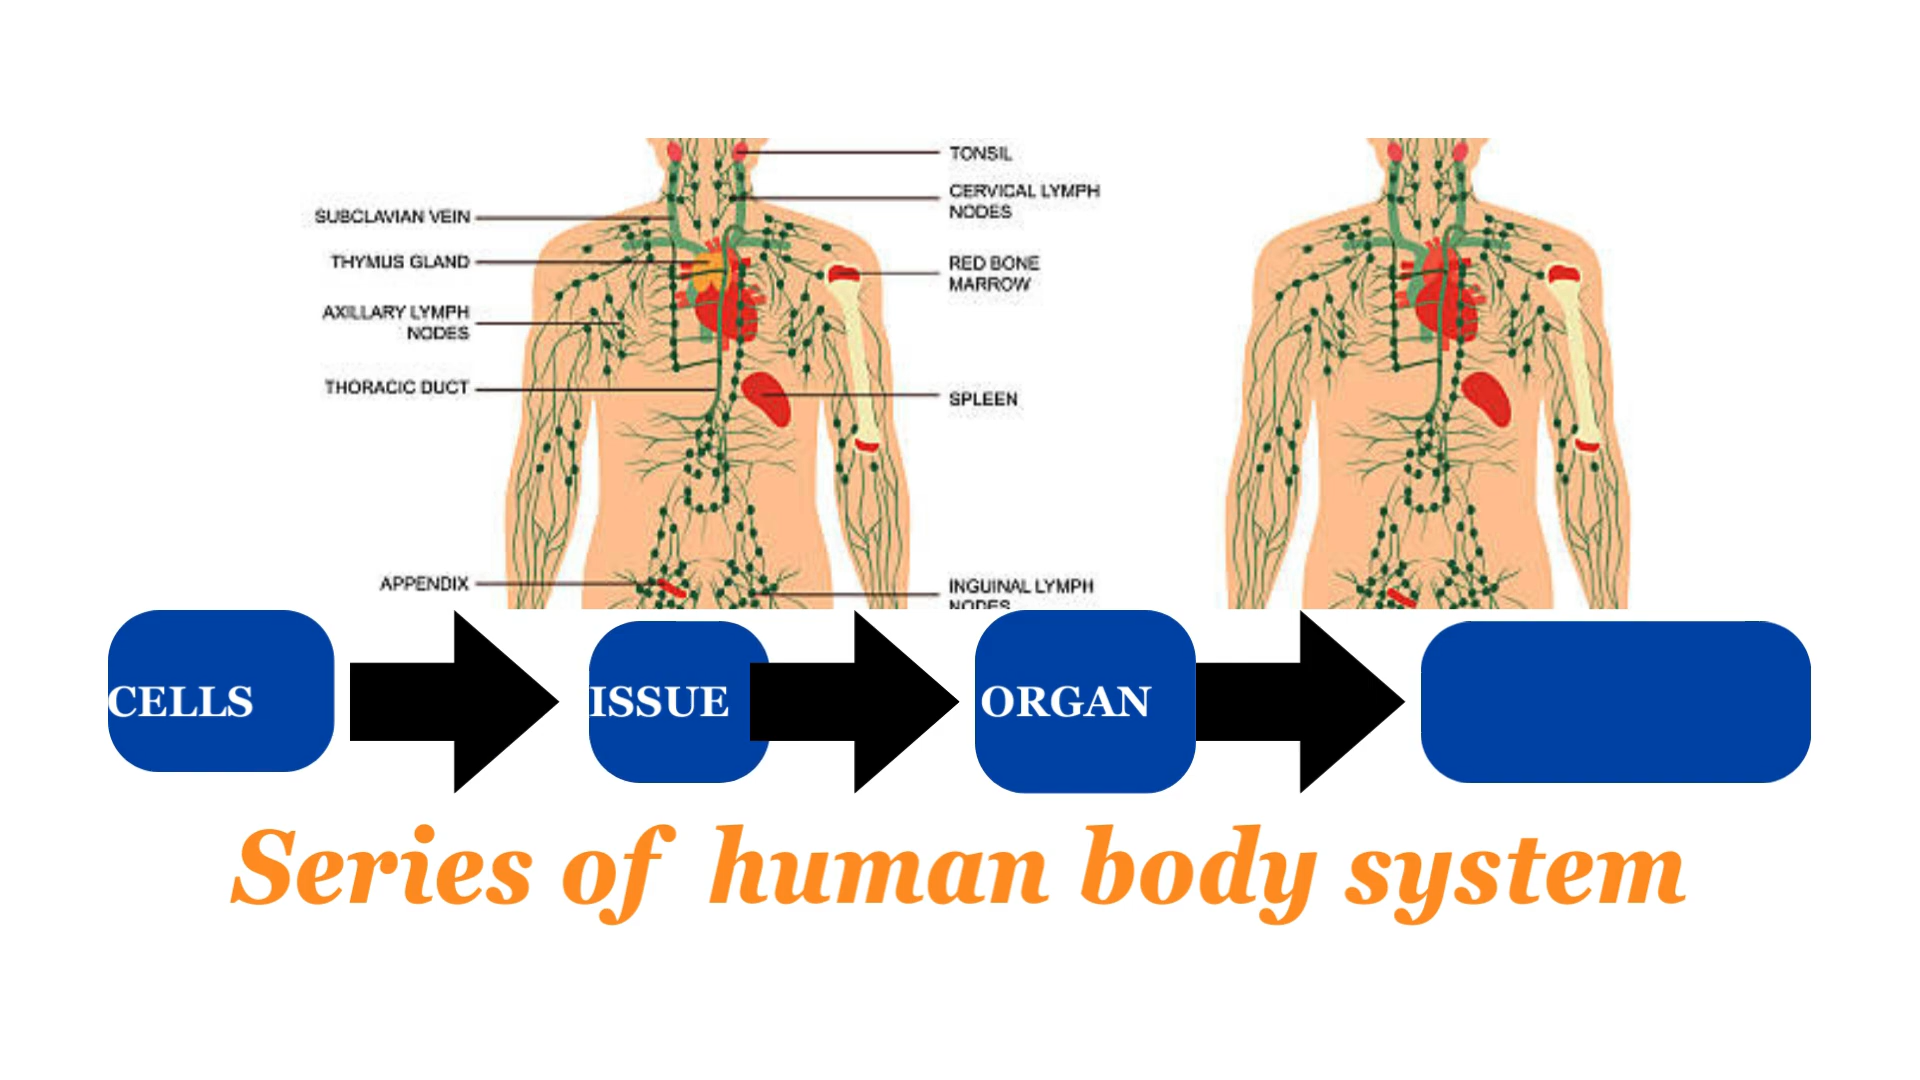 TONSIL
CERVICAL LYMPH
NODES
SUBCLAVIAN VEIN
THYMUS GLAND
RED BONE
MARROW
AXILLARY LYMPH
NODES
THORACIC DUCT
SPLEEN
APPENDIX
INGUINAL LYMPH
NODES
CELLS
ISSUE
ORGAN
Series of human body system